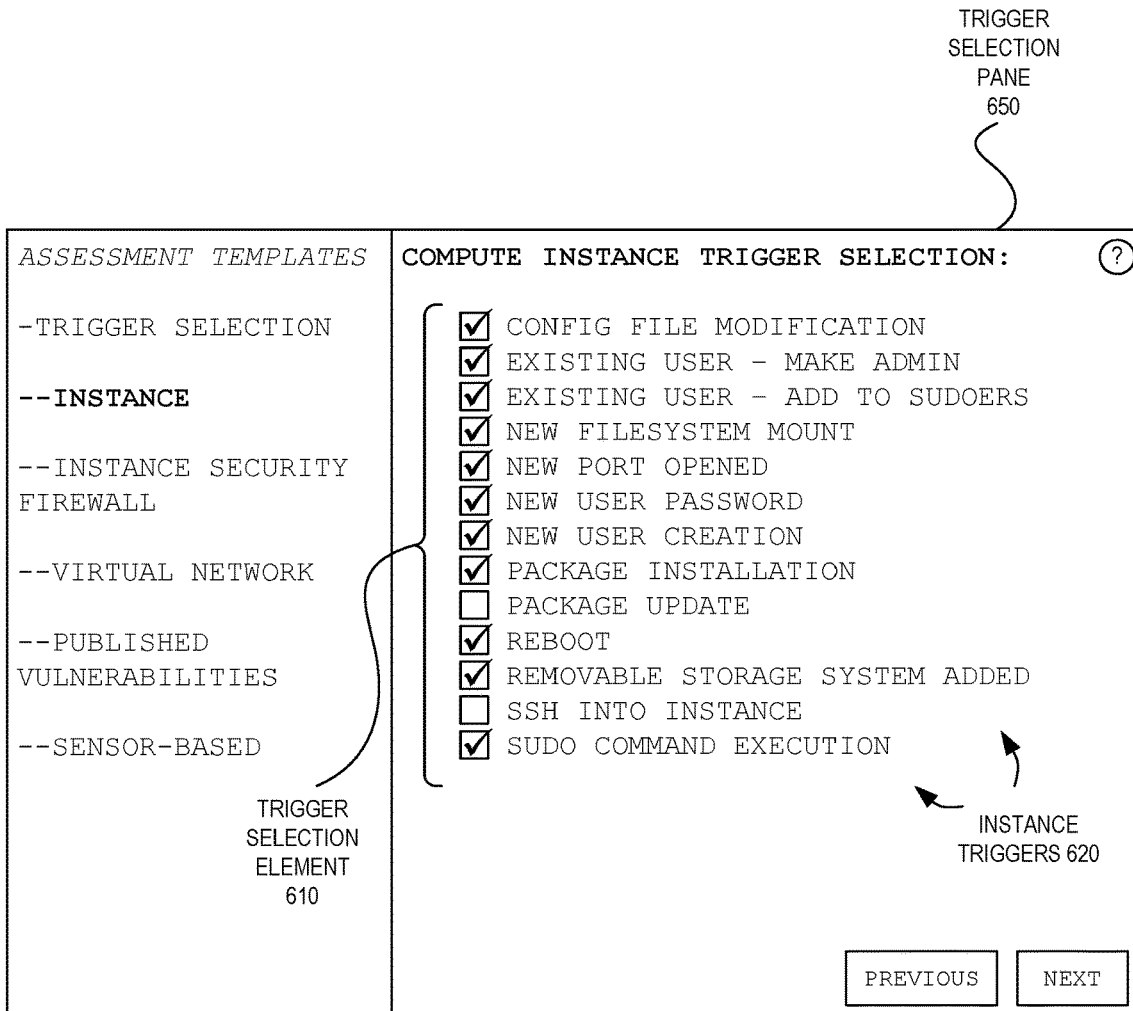 TRIGGER
SELECTION
PANE
650
ASSESSMENT TEMPLATES
-TRIGGER SELECTION
--INSTANCE
--INSTANCE SECURITY
FIREWALL
--VIRTUAL NETWORK
--PUBLISHED
VULNERABILITIES
--SENSOR-BASED
TRIGGER
SELECTION
ELEMENT
610
COMPUTE INSTANCE TRIGGER SELECTION:
?
CONFIG FILE MODIFICATION
EXISTING USER – MAKE ADMIN
EXISTING USER – ADD TO SUDOERS
NEW FILESYSTEM MOUNT
NEW PORT OPENED
NEW USER PASSWORD
NEW USER CREATION
PACKAGE INSTALLATION
PACKAGE UPDATE
REBOOT
REMOVABLE STORAGE SYSTEM ADDED
SSH INTO INSTANCE
SUDO COMMAND EXECUTION
INSTANCE
TRIGGERS 620
PREVIOUS
NEXT